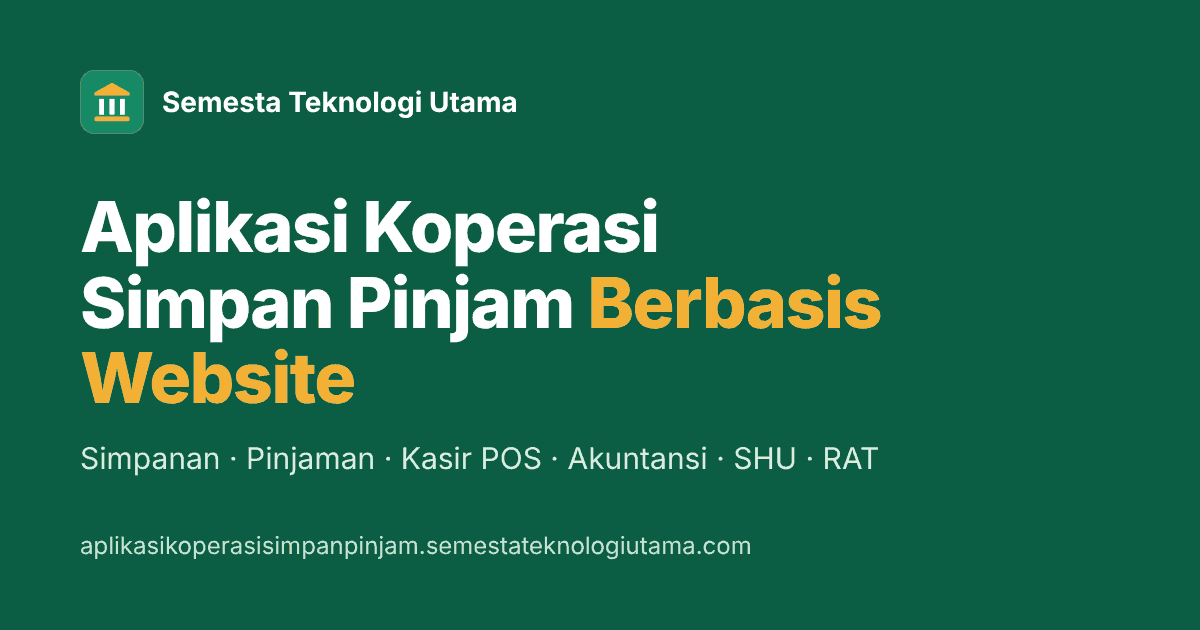 Semesta Teknologi Utama
Aplikasi Koperasi
Simpan Pinjam Berbasis
Website
Simpanan · Pinjaman · Kasir POS · Akuntansi · SHU · RAT
aplikasikoperasisimpanpinjam.semestateknologiutama.com